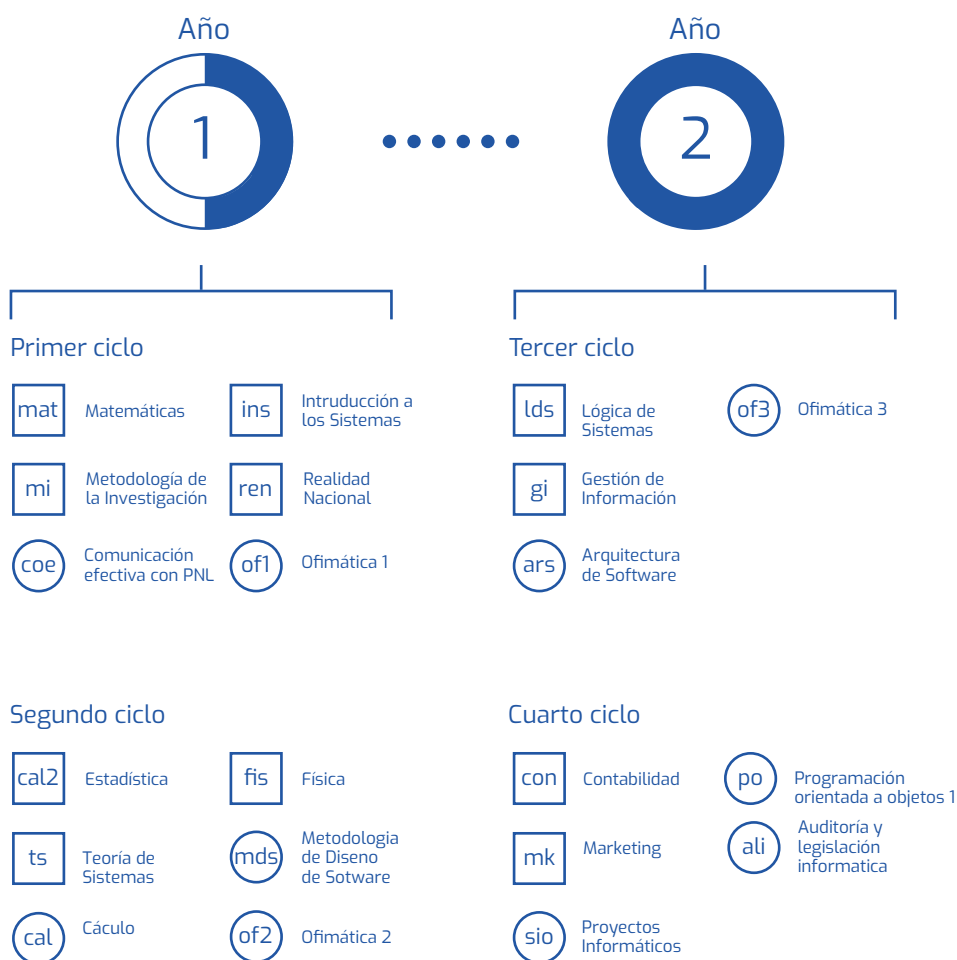 Año
1
Año
2
Primer ciclo
mat
Matemáticas
ins
Intruducción a
los Sistemas
mi
Metodología de
la Investigación
ren
Realidad
Nacional
coe
Comunicación
efectiva con PNL
of1
Ofimática 1
Tercer ciclo
lds
Lógica de
Sistemas
of3
Ofimática 3
gi
Gestión de
Información
ars
Arquitectura
de Software
Segundo ciclo
cal2
Estadística
fis
Física
ts
Teoría de
Sistemas
mds
Metodologia
de Diseno
de Sotware
cal
Cáculo
of2
Ofimática 2
Cuarto ciclo
con
Contabilidad
po
Programación
orientada a objetos 1
mk
Marketing
ali
Auditoría y
legislación
informatica
sio
Proyectos
Informáticos